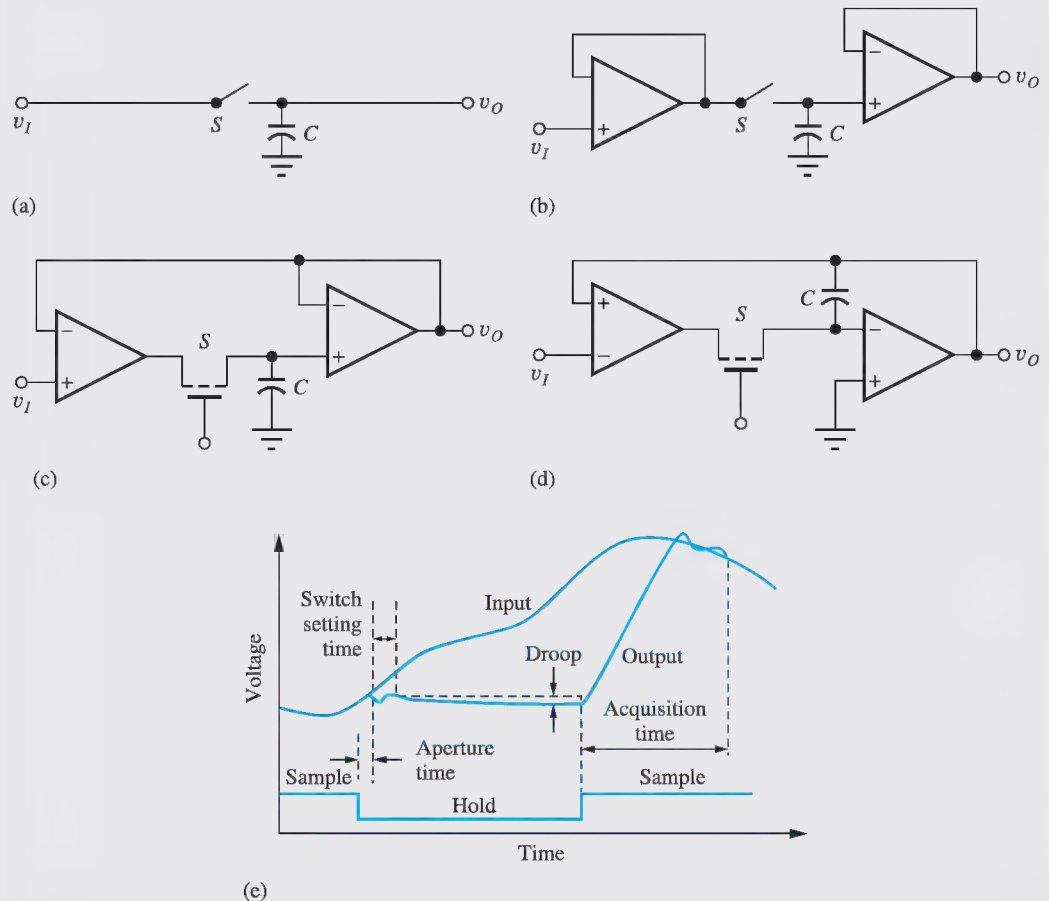 v_I
S
C
v_O
(a)
−
+
v_I
S
C
−
+
v_O
(b)
−
+
v_I
S
C
−
+
v_O
(c)
+
−
v_I
S
C
−
+
v_O
(d)
Voltage
Switch
setting
time
Input
Droop
Output
Acquisition
time
Aperture
time
Sample
Hold
Sample
Time
(e)